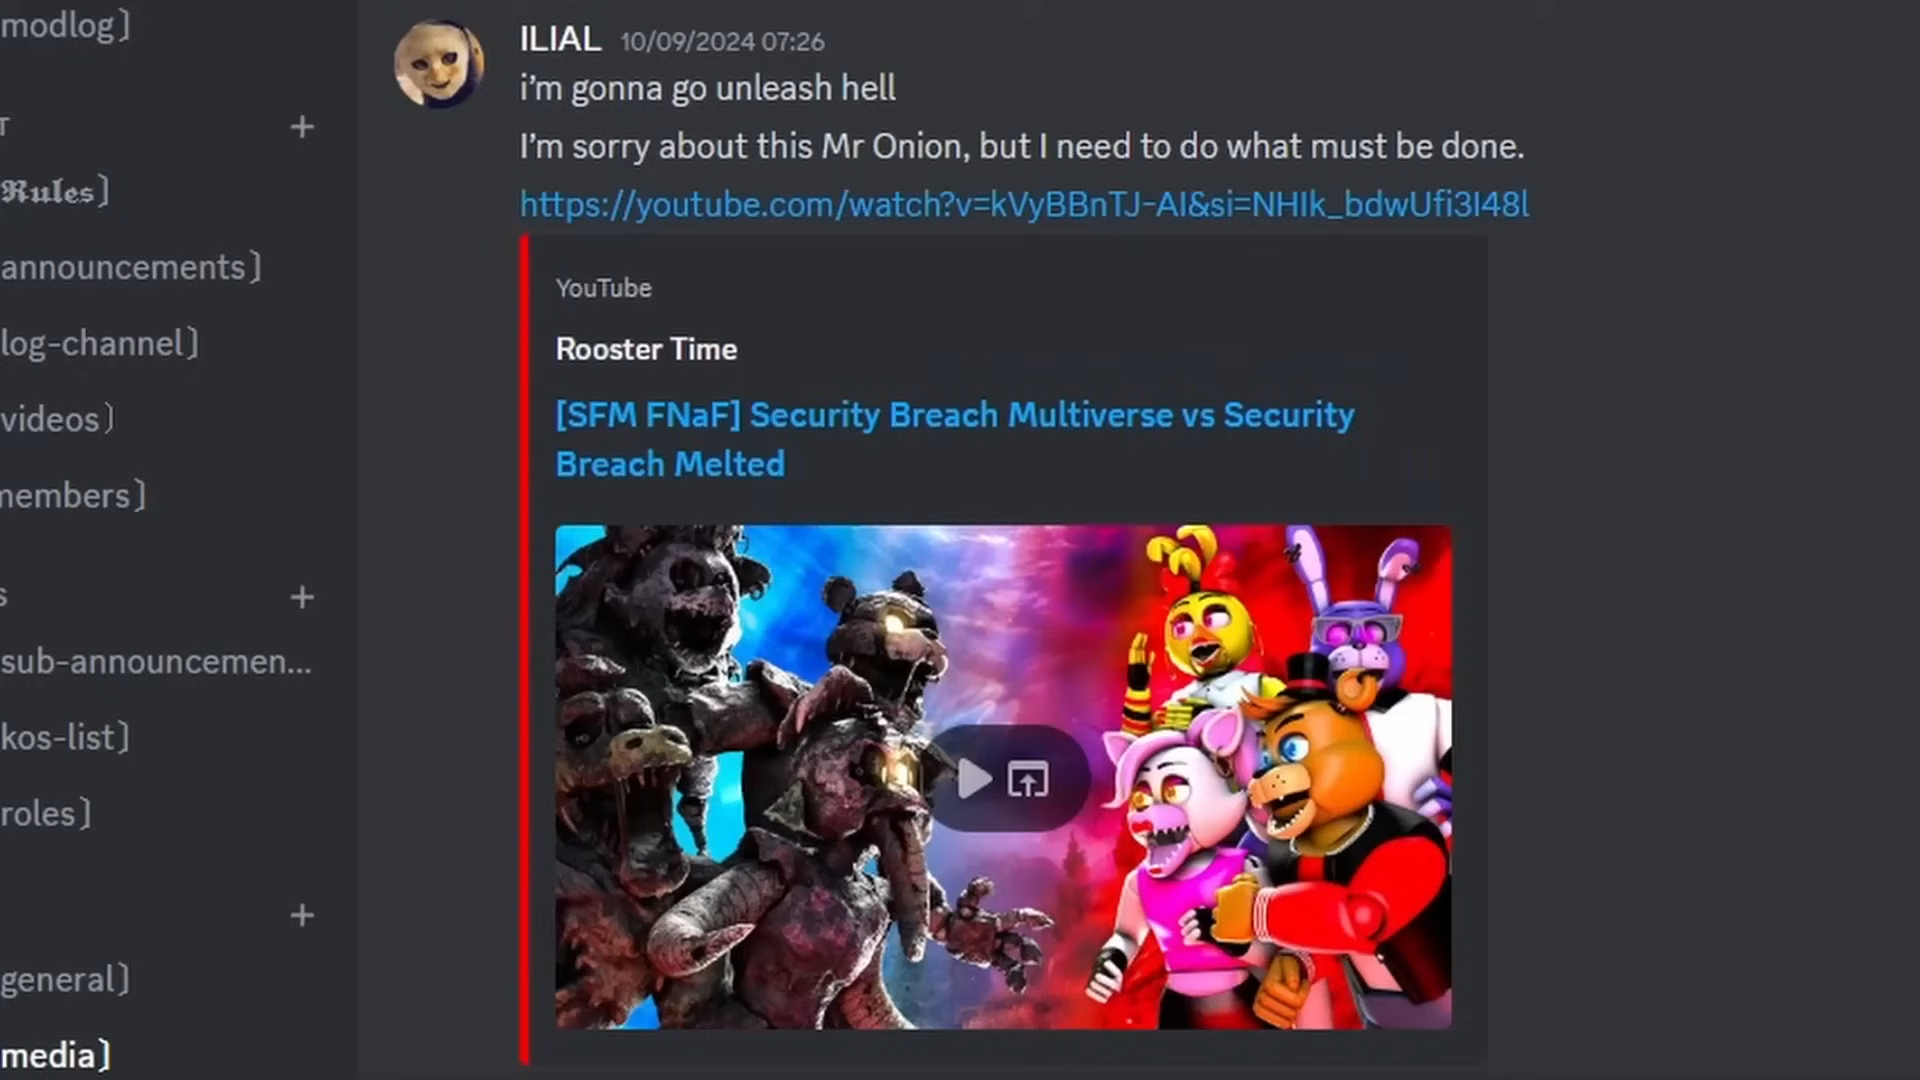 modlog]
T
+
𝕽𝖚𝖑𝖊𝖘]
announcements]
log-channel]
videos]
members]
S
+
sub-announcemen...
kos-list]
roles]
+
general]
media]
ILIAL 10/09/2024 07:26
i'm gonna go unleash hell
I'm sorry about this Mr Onion, but I need to do what must be done.
https://youtube.com/watch?v=kVyBBnTJ-AI&si=NHIk_bdwUfi3I48l
YouTube
Rooster Time
[SFM FNaF] Security Breach Multiverse vs Security
Breach Melted